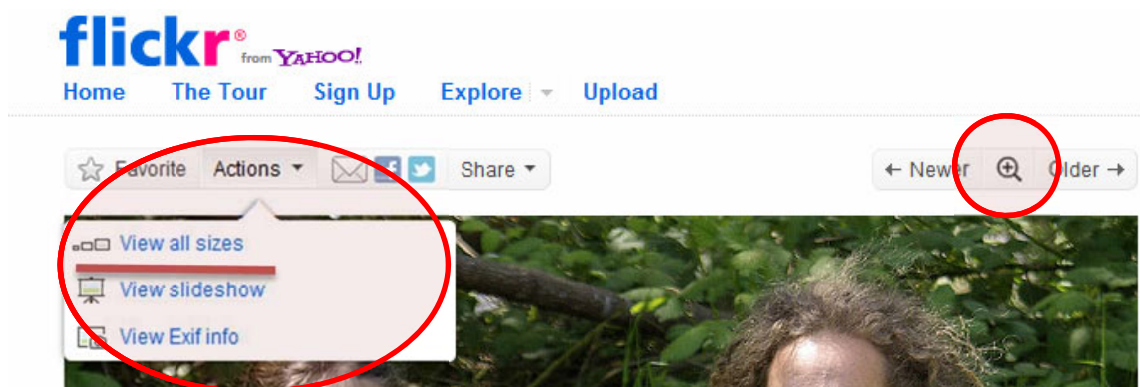 flickr® from YAHOO!
Home The Tour Sign Up Explore Upload
Favorite Actions Share ← Newer Older →
View all sizes
View slideshow
View Exif info